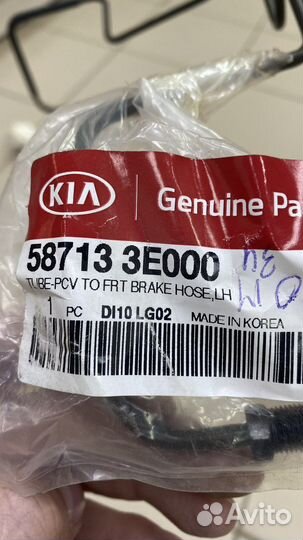 KIA
Genuine Pa
58713 3E000
TUBE-PCV TO FRT BRAKE HOSE,LH
1 PC DI10 LG02 MADE IN KOREA
Avito